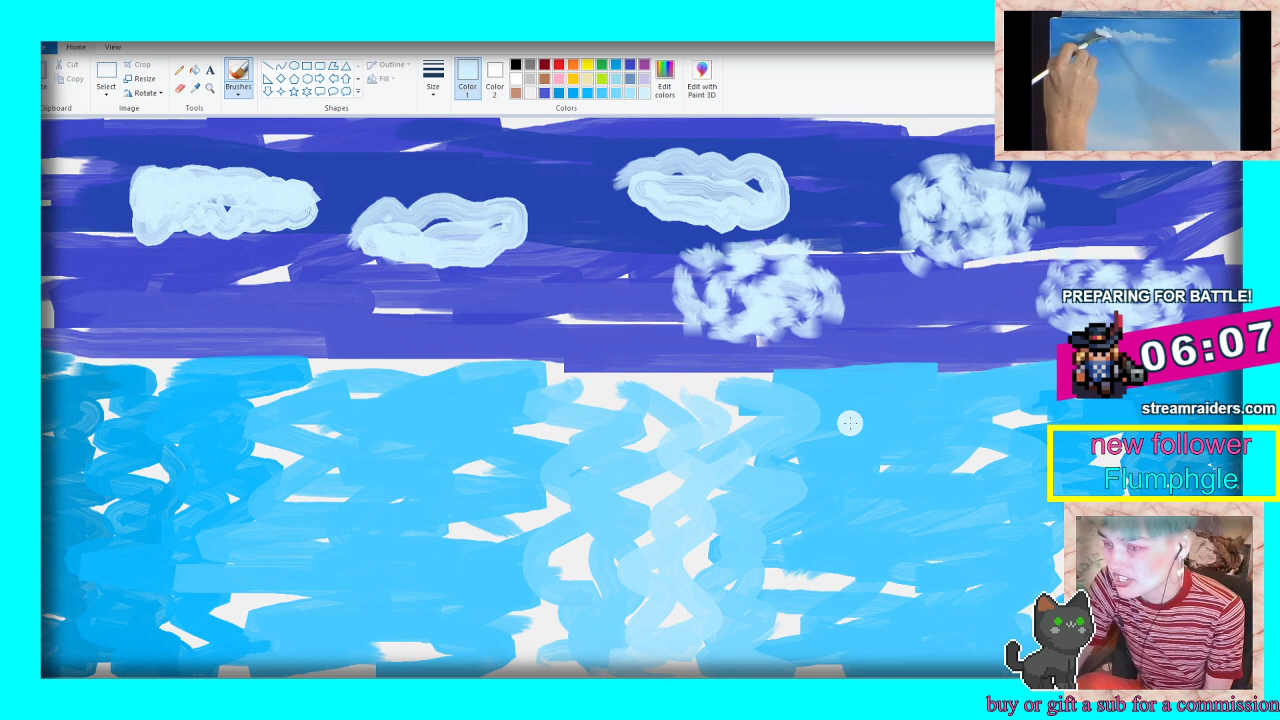 Home View
Cut
Copy
Clipboard
Select
Crop
Resize
Rotate
Image
A
Tools
Brushes
Outline
Fill
Shapes
Size
Color
1
Color
2
Colors
Edit
colors
Edit with
Paint 3D
PREPARING FOR BATTLE!
06:07
streamraiders.com
new follower
Flumphgle
buy or gift a sub for a commission